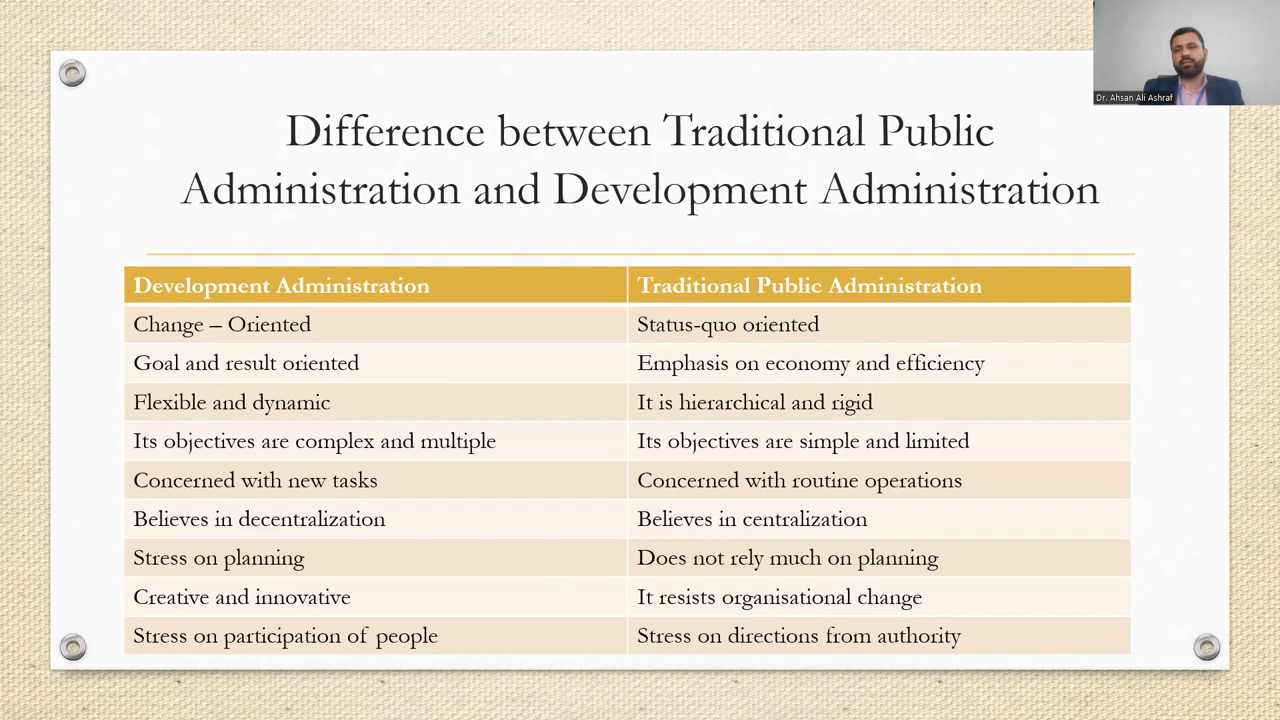 Dr. Ahsan Ali Ashraf
Difference between Traditional Public
Administration and Development Administration
Development Administration
Traditional Public Administration
Change – Oriented
Status-quo oriented
Goal and result oriented
Emphasis on economy and efficiency
Flexible and dynamic
It is hierarchical and rigid
Its objectives are complex and multiple
Its objectives are simple and limited
Concerned with new tasks
Concerned with routine operations
Believes in decentralization
Believes in centralization
Stress on planning
Does not rely much on planning
Creative and innovative
It resists organisational change
Stress on participation of people
Stress on directions from authority